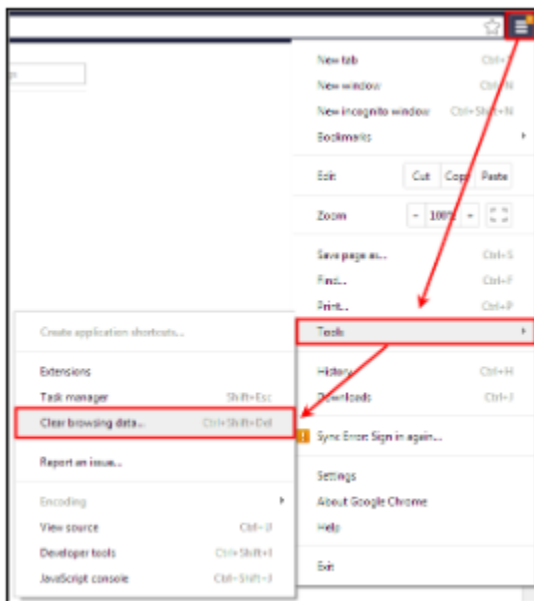 New tab
New window Ctrl+N
New incognito window Ctrl+Shift+N
Bookmarks
Edit Cut Copy Paste
Zoom - 100% +
Save page as... Ctrl+S
Find... Ctrl+F
Print... Ctrl+P
Tools
History Ctrl+H
Downloads Ctrl+J
Sync Error: Sign in again...
Settings
About Google Chrome
Help
Exit
Create application shortcuts...
Extensions
Task manager Shift+Esc
Clear browsing data... Ctrl+Shift+Del
Report an issue...
Encoding
View source Ctrl+U
Developer tools Ctrl+Shift+I
JavaScript console Ctrl+Shift+J